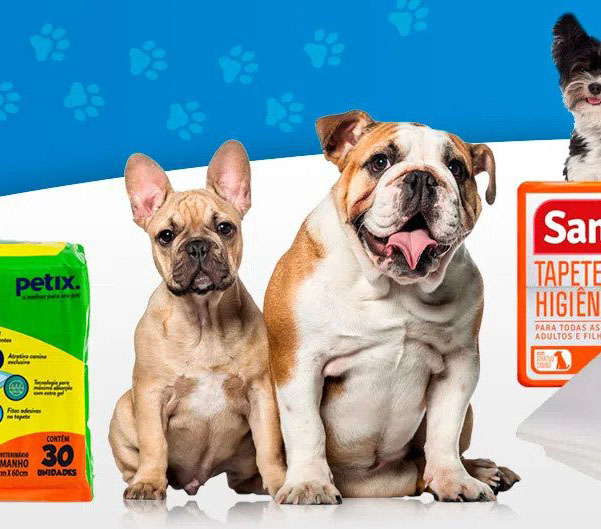 petix.
o melhor para seu pet
Atrativo canino
exclusivo
Tecnologia para
máxima absorção
com extra gel
Fitas adesivas
no tapete
CONTÉM
30
UNIDADES
San
TAPETE
HIGIÊN
PARA TODAS AS
ADULTOS E FILH